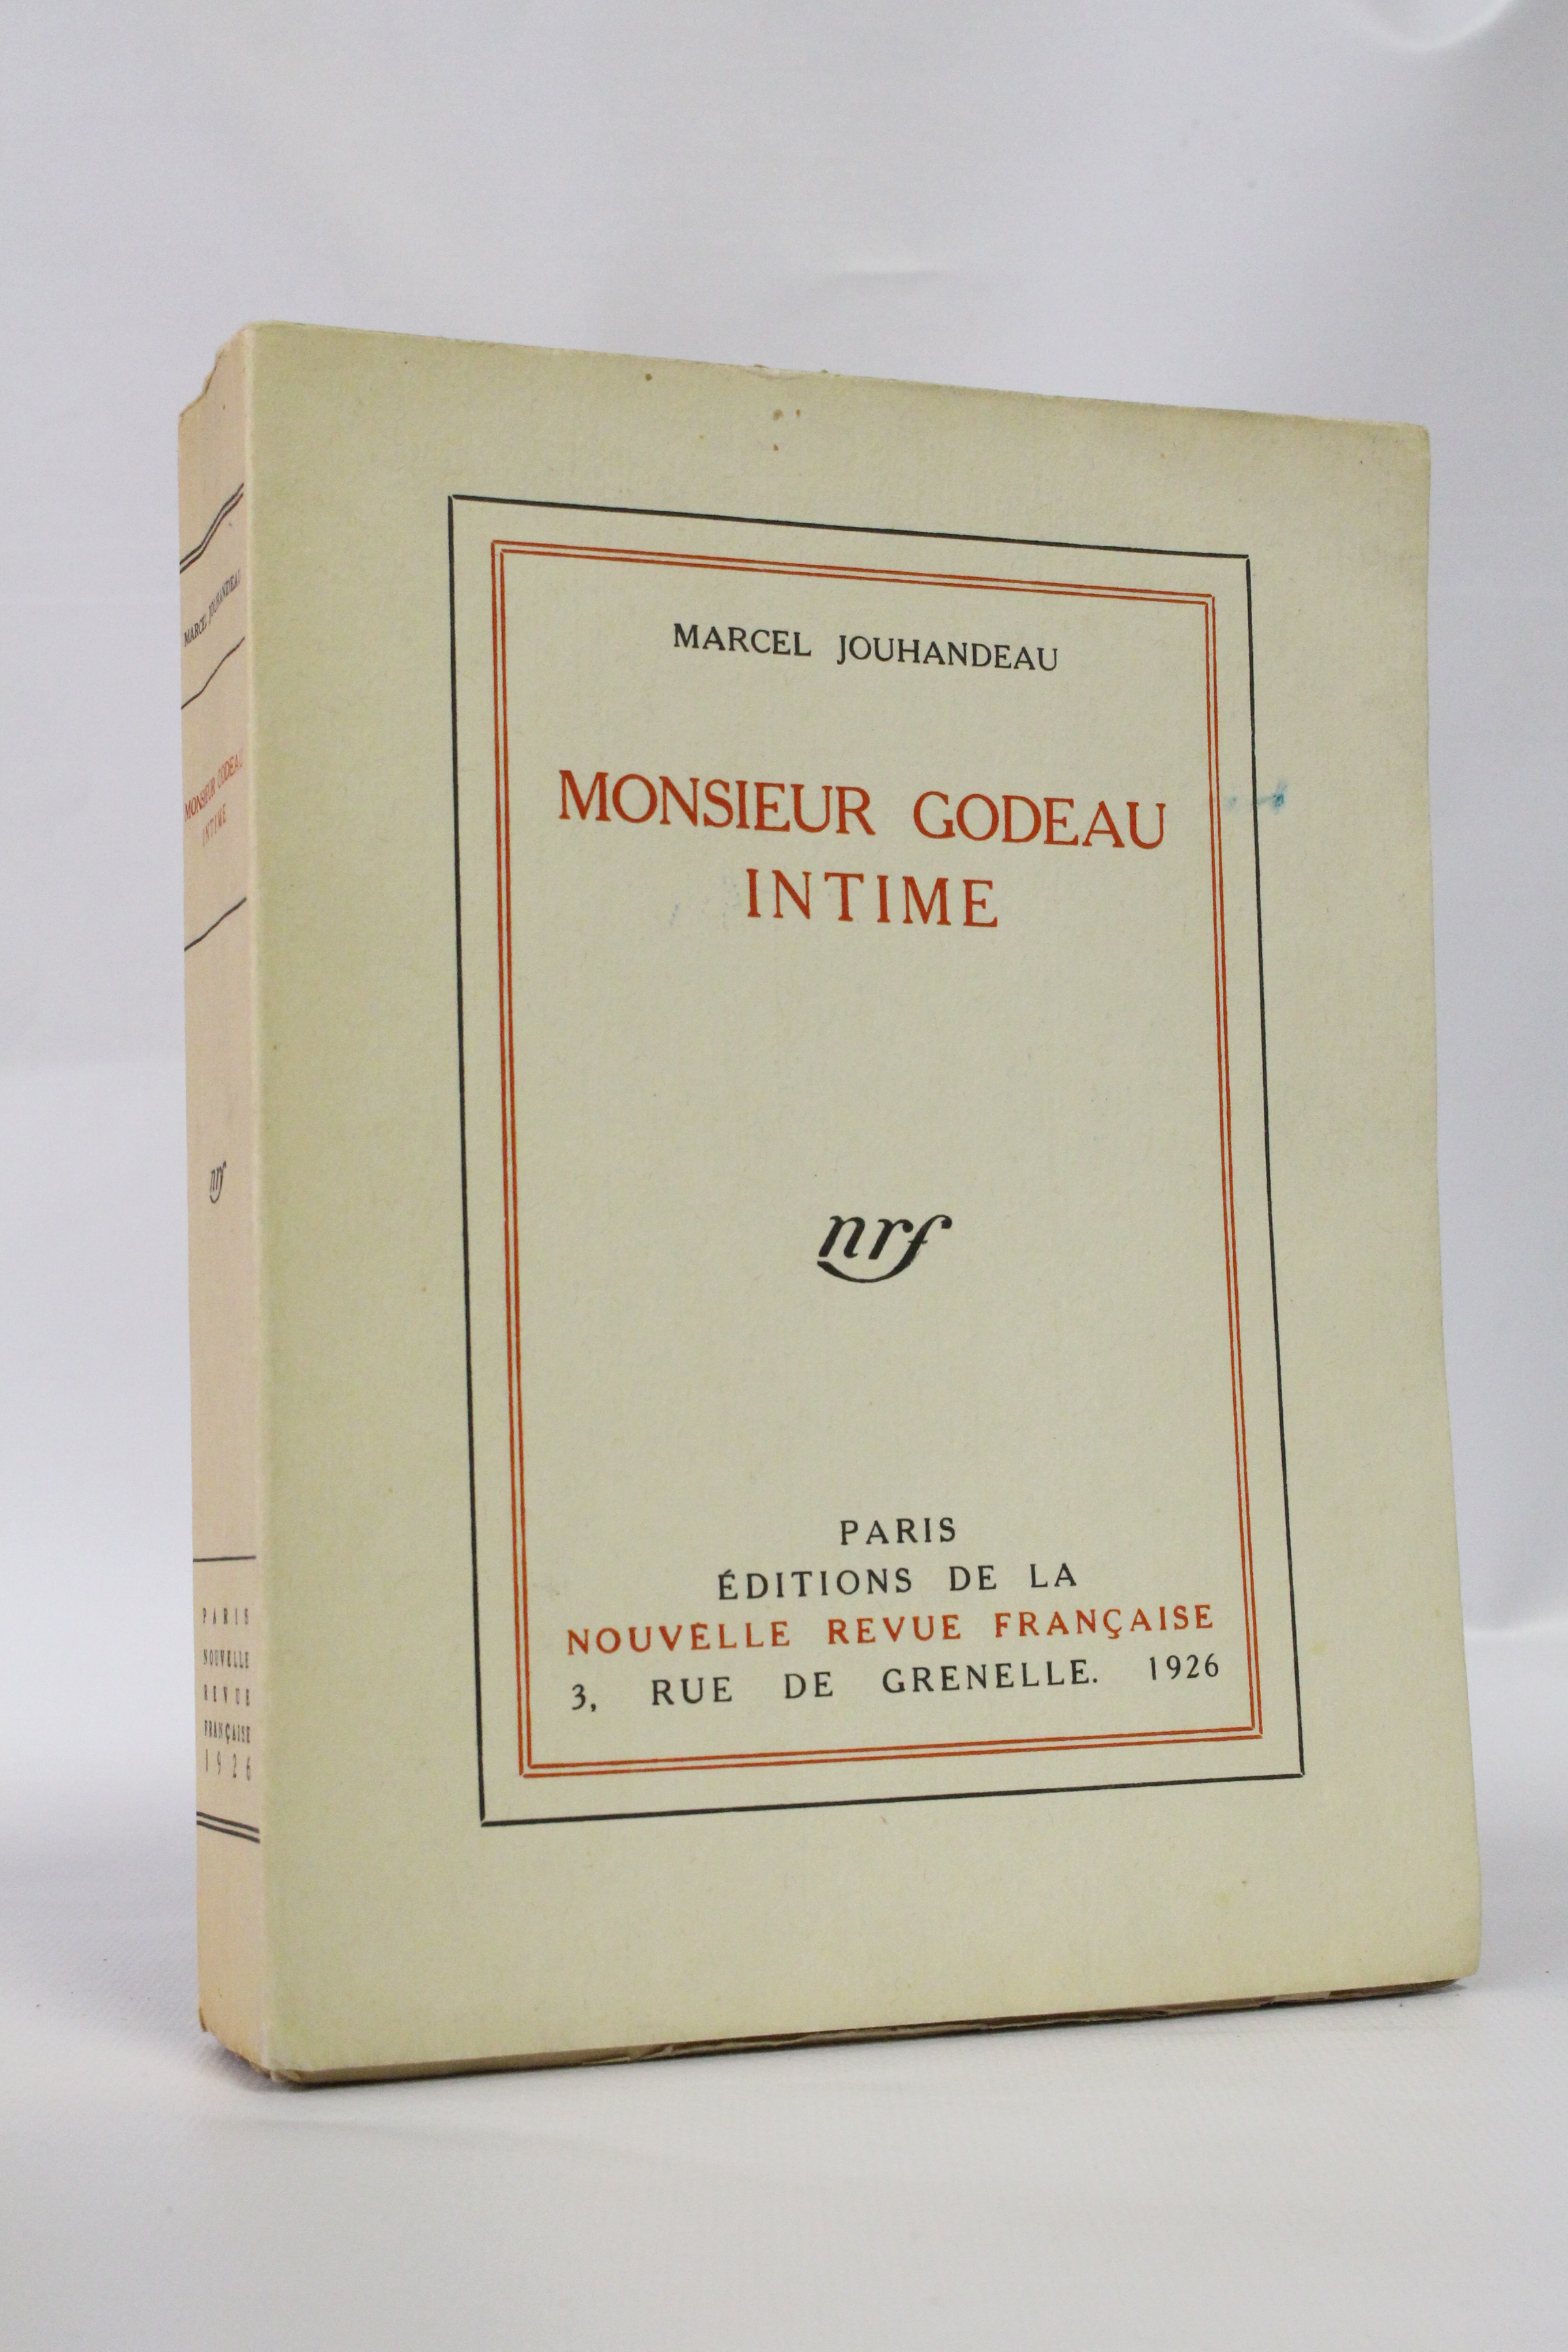 MARCEL JOUHANDEAU
MONSIEUR GODEAU
INTIME
nrf
PARIS
ÉDITIONS DE LA
NOUVELLE REVUE FRANÇAISE
3, RUE DE GRENELLE. 1926
MARCEL JOUHANDEAU
MONSIEUR GODEAU
INTIME
nrf
PARIS
NOUVELLE
REVUE
FRANÇAISE
1926